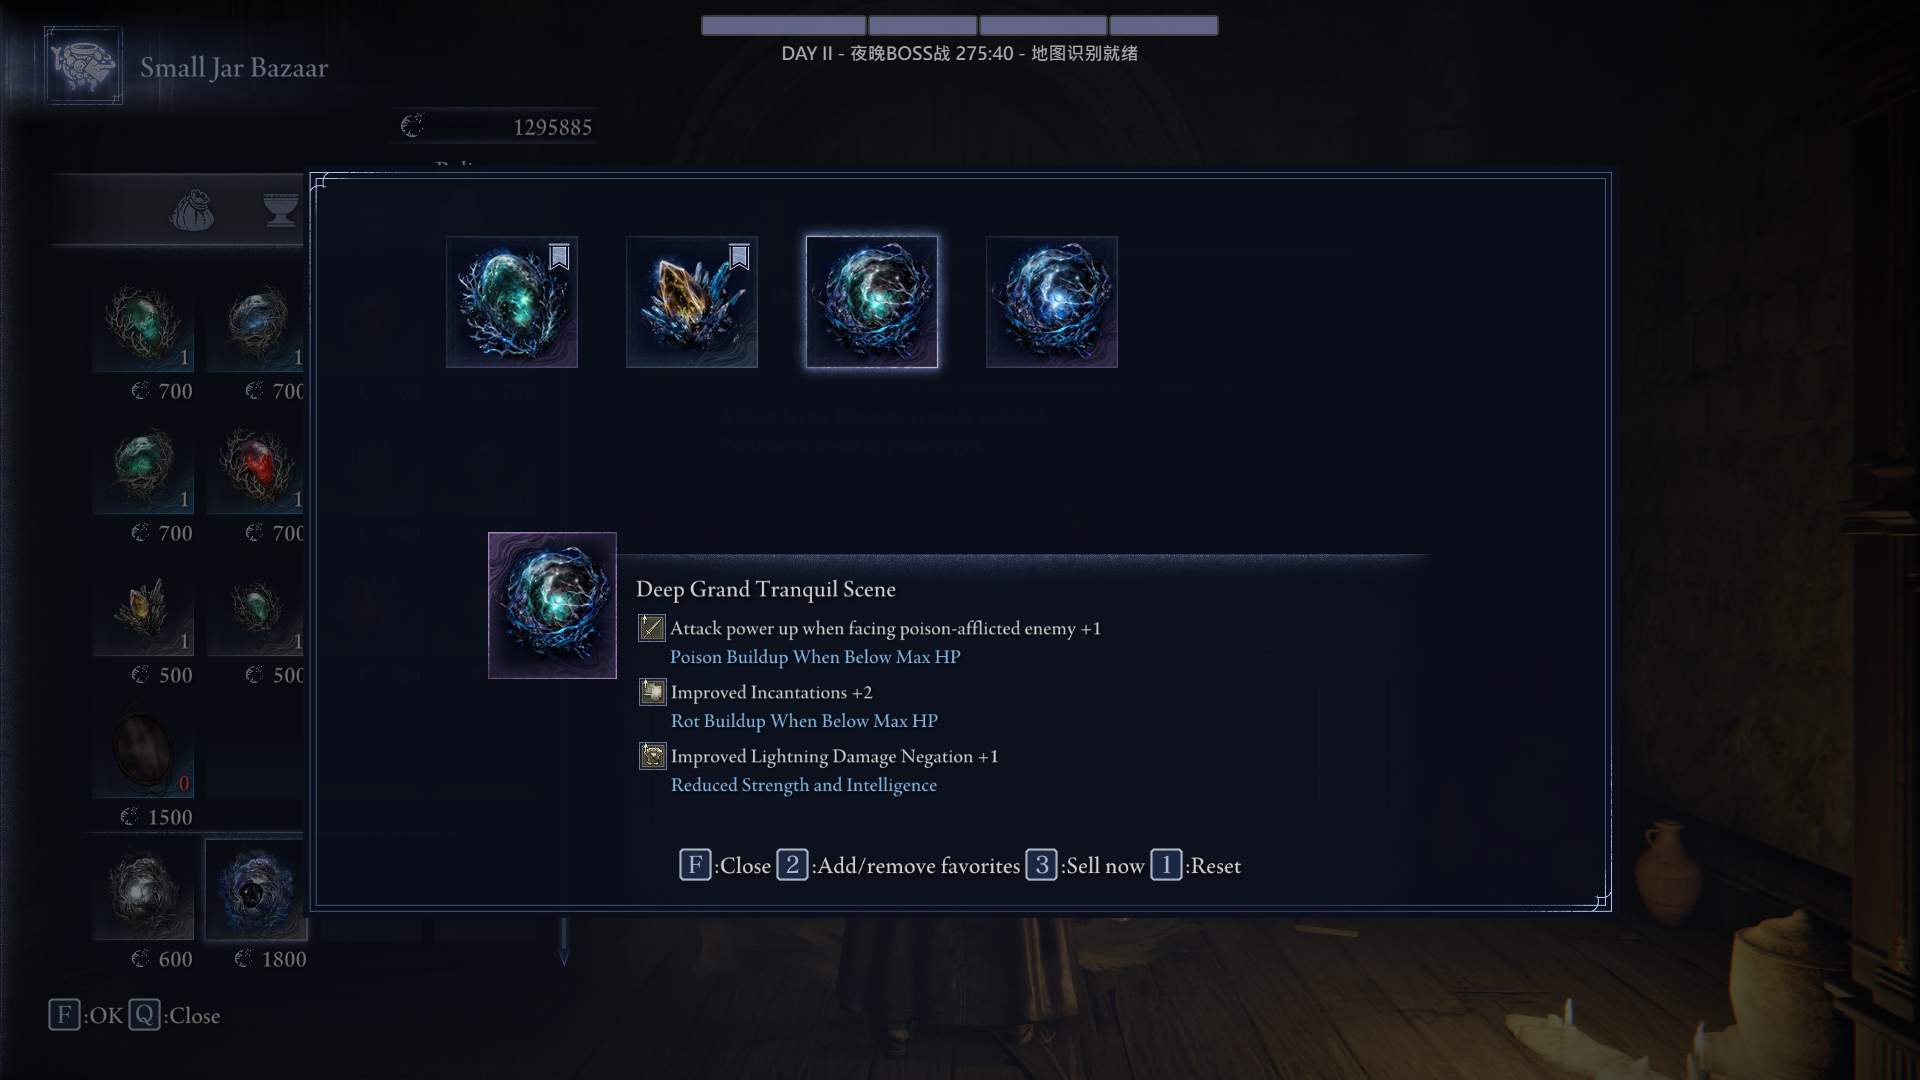 DAY II - 夜晚BOSS战 275:40 - 地图识别就绪
Small Jar Bazaar
1295885
1
1
700
700
1
1
700
700
1
1
500
500
0
1500
600
1800
Deep Grand Tranquil Scene
Attack power up when facing poison-afflicted enemy +1
Poison Buildup When Below Max HP
Improved Incantations +2
Rot Buildup When Below Max HP
Improved Lightning Damage Negation +1
Reduced Strength and Intelligence
F:Close 2:Add/remove favorites 3:Sell now 1:Reset
F:OK Q:Close